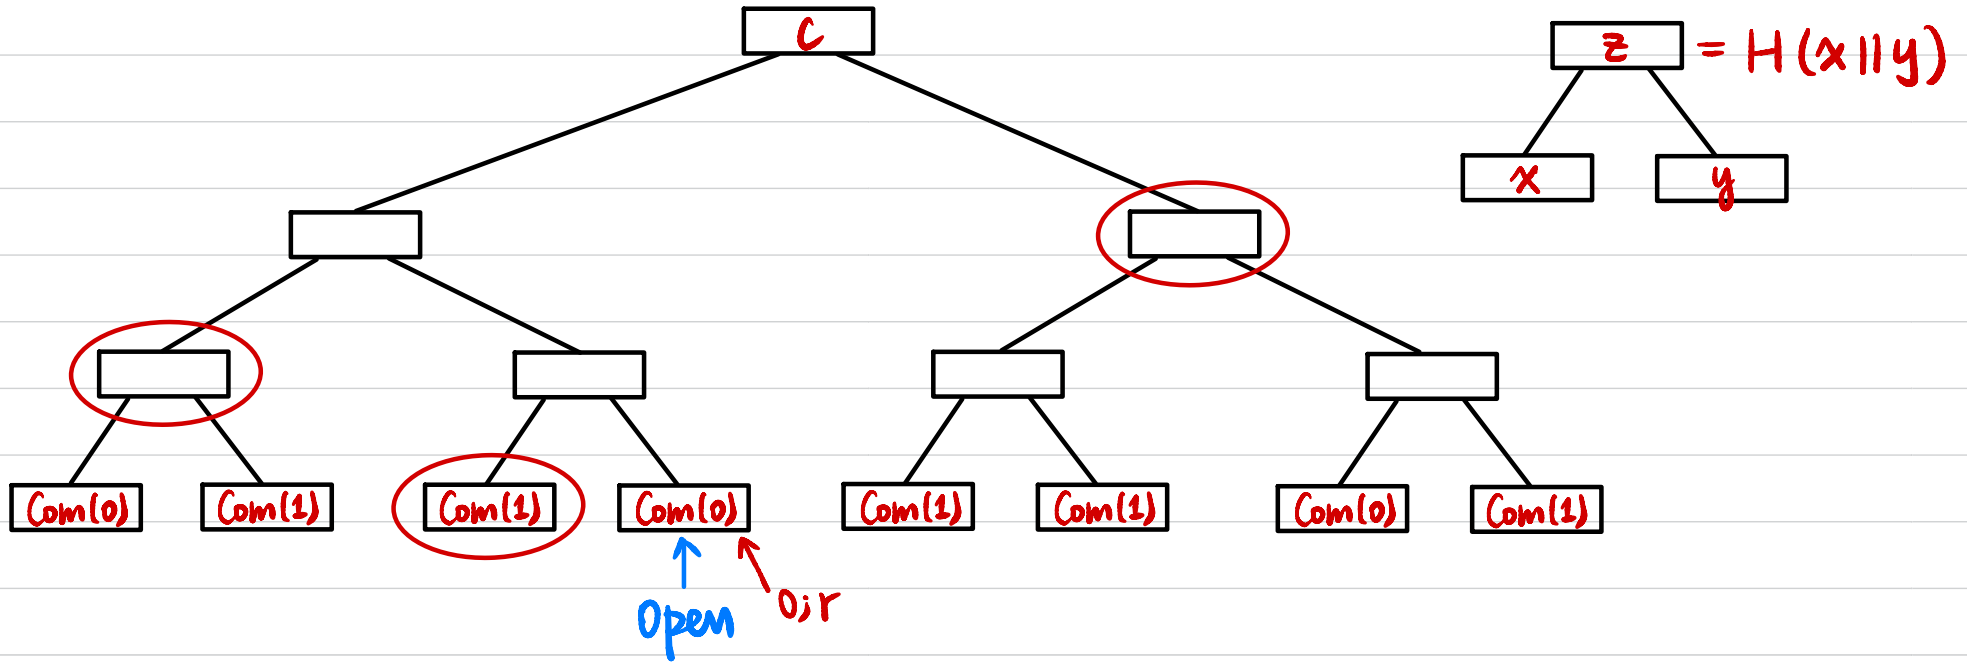 C
z = H(x||y)
x y
Com(0) Com(1) Com(1) Com(0) Com(1) Com(1) Com(0) Com(1)
Open 0;r